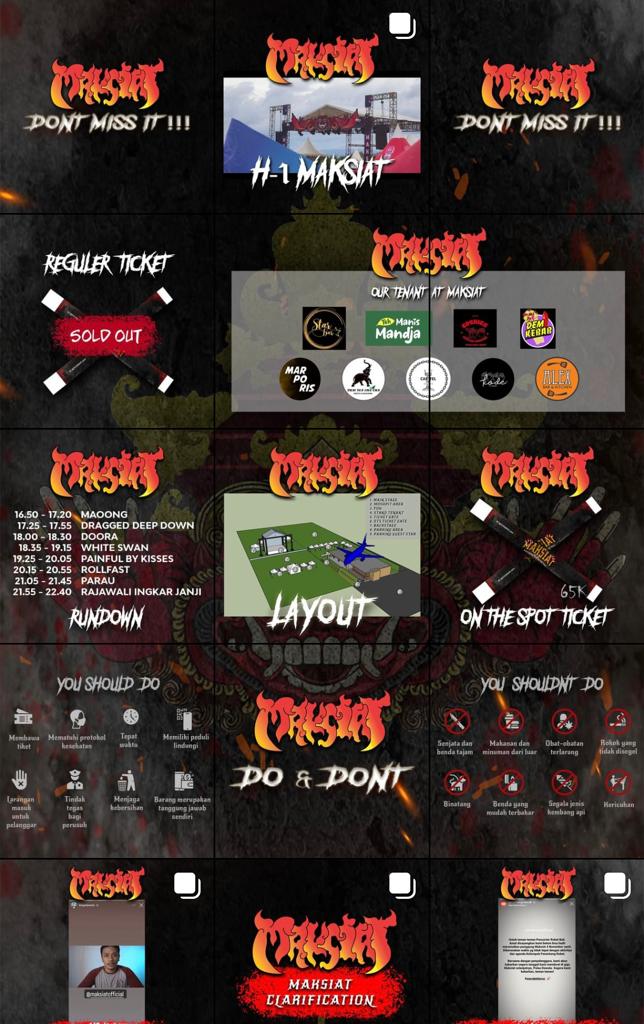 MAKSIAT
DONT MISS IT !!!
MAKSIAT
H-1 MAKSIAT
MAKSIAT
DONT MISS IT !!!
REGULER TICKET
SOLD OUT
MAKSIAT
OUR TENANT AT MAKSIAT
Manis
Mandja
DEM
KEBAB
MAR
PO
RIS
ALEX
MAKSIAT
16.50 - 17.20 MAOONG
17.25 - 17.55 DRAGGED DEEP DOWN
18.00 - 18.30 DOORA
18.35 - 19.15 WHITE SWAN
19.25 - 20.05 PAINFUL BY KISSES
20.15 - 20.55 ROLLFAST
21.05 - 21.45 PARAU
21.55 - 22.40 RAJAWALI INGKAR JANJI
RUNDOWN
MAKSIAT
LAYOUT
MAKSIAT
MAKSIAT
65K
ON THE SPOT TICKET
YOU SHOULD DO
Membawa
tiket
Mematuhi protokol
kesehatan
Tepat
waktu
Memiliki peduli
lindungi
Larangan
masuk
untuk
pelanggar
Tindak
tegas
bagi
perusuh
Menjaga
kebersihan
Barang merupakan
tanggung jawab
sendiri
MAKSIAT
DO & DONT
YOU SHOULDNT DO
Senjata dan
benda tajam
Makanan dan
minuman dari luar
Obat-obatan
terlarang
Rokok yang
tidak disegel
Binatang
Benda yang
mudah terbakar
Segala jenis
kembang api
Kericuhan
MAKSIAT
@maksiatofficial
MAKSIAT
MAKSIAT
CLARIFICATION
MAKSIAT